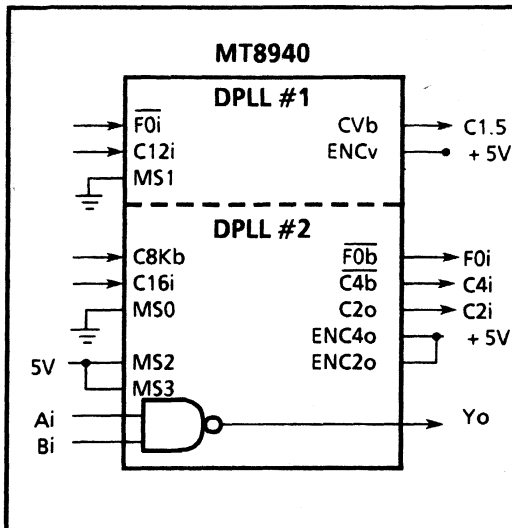 MT8940
DPLL #1
F0i CVb C1.5
C12i ENCv + 5V
MS1
DPLL #2
C8Kb F0b F0i
C16i C4b C4i
MS0 C2o C2i
ENC4o + 5V
5V MS2 ENC2o
MS3
Ai Yo
Bi